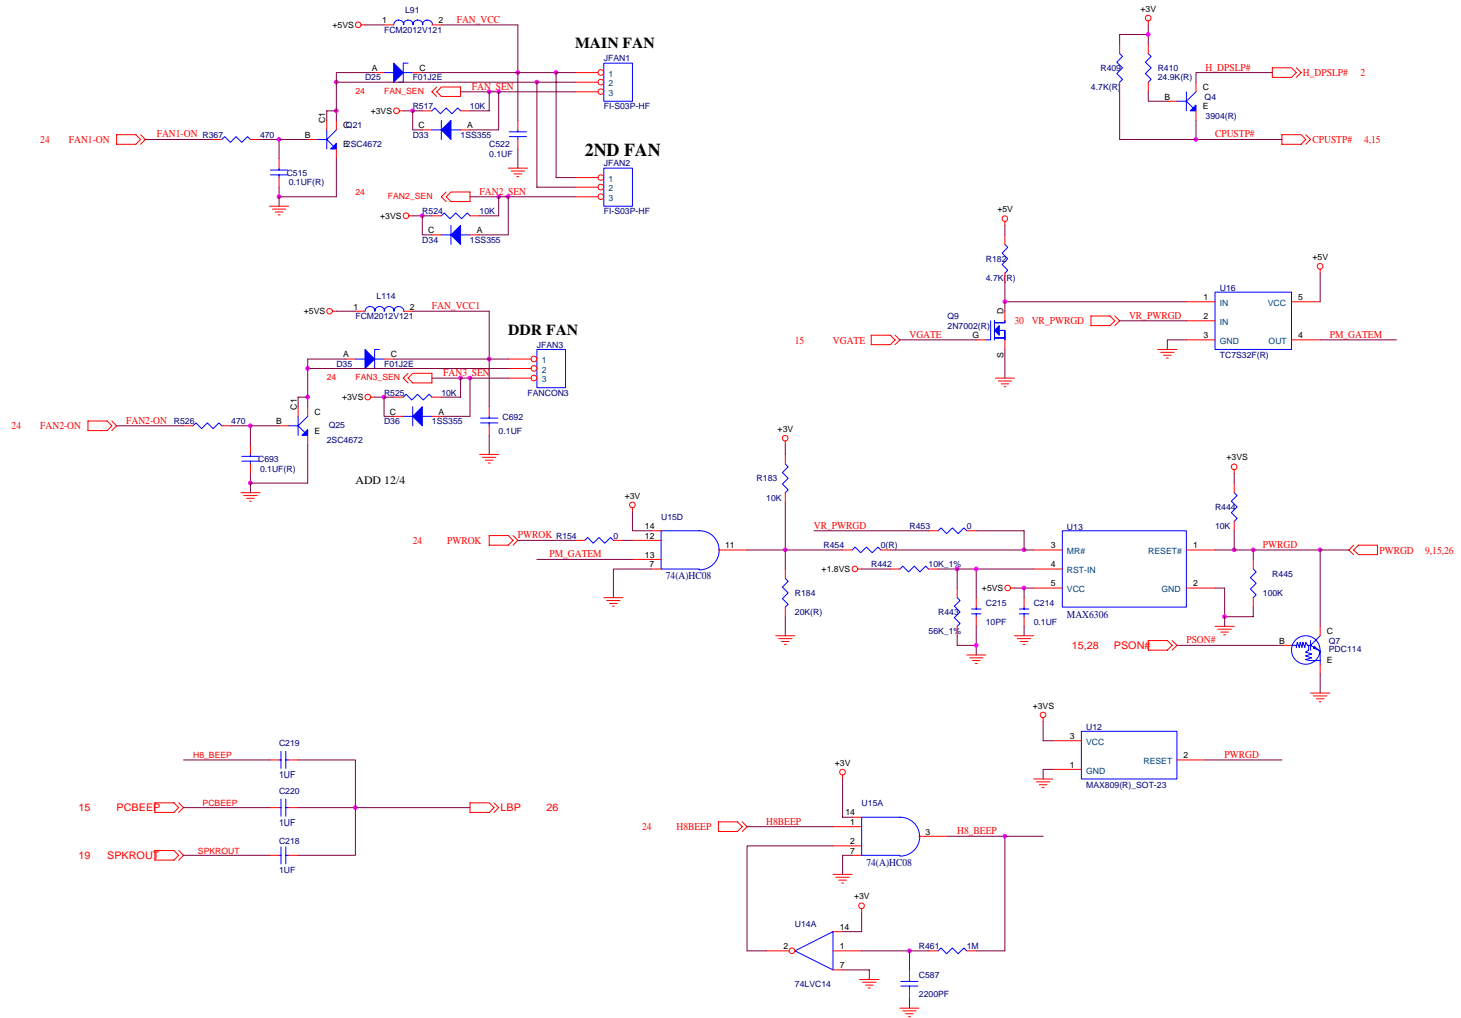 L91
+5VS 1 2 FAN_VCC
FCM2012V121
MAIN FAN
JFAN1
A C
D25 F01J2E
1
2
3
24 FAN_SEN FAN_SEN
FI-S03P-HF
+3VS R517 10K
C A
D33 1SS355
C522
0.1UF
24 FAN1-ON FAN1-ON R367 470 B
C1 C Q21
E 2SC4672
C515
0.1UF(R)
2ND FAN
JFAN2
1
2
3
FI-S03P-HF
24 FAN2_SEN FAN2_SEN
+3VS R524 10K
C A
D34 1SS355
L114
+5VS 1 2 FAN_VCC1
FCM2012V121
DDR FAN
JFAN3
A C
D35 F01J2E
1
2
3
24 FAN3_SEN FAN3_SEN
FANCON3
+3VS R525 10K
C A
D36 1SS355
C692
0.1UF
24 FAN2-ON FAN2-ON R526 470 B
C1 C
E Q25
2SC4672
C693
0.1UF(R)
ADD 12/4
+3V
R409
4.7K(R)
R410
24.9K(R)
H_DPSLP# H_DPSLP# 2
B C
E Q4
3904(R)
CPUSTP# CPUSTP# 4,15
+5V
R182
4.7K(R)
+5V
U16
1 IN VCC 5
2 IN
3 GND OUT 4
TC7S32F(R)
Q9
2N7002(R)
D
G
S
30 VR_PWRGD VR_PWRGD
15 VGATE VGATE
PM_GATEM
+3V
R183
10K
+3V
U15D
14
12
13
7
11
74(A)HC08
24 PWROK PWROK R154 0
PM_GATEM
R184
20K(R)
VR_PWRGD R453 0
R454 0(R)
+1.8VS R442 10K_1%
+5VS
R443
56K_1%
C215
10PF
C214
0.1UF
U13
3 MR# RESET# 1
4 RST-IN
5 VCC GND 2
MAX6306
+3VS
R444
10K
PWRGD PWRGD 9,15,26
R445
100K
15,28 PSON# PSON# B
C
Q7
PDC114
E
+3VS
U12
3 VCC
RESET 2 PWRGD
1 GND
MAX809(R)_SOT-23
H8_BEEP C219
1UF
15 PCBEEP PCBEEP C220
1UF
LBP 26
19 SPKROUT SPKROUT C218
1UF
+3V
U15A
14
1
2
7
3
74(A)HC08
24 H8BEEP H8BEEP
H8_BEEP
+3V
U14A
14
2 1
7
74LVC14
R461 1M
C587
2200PF